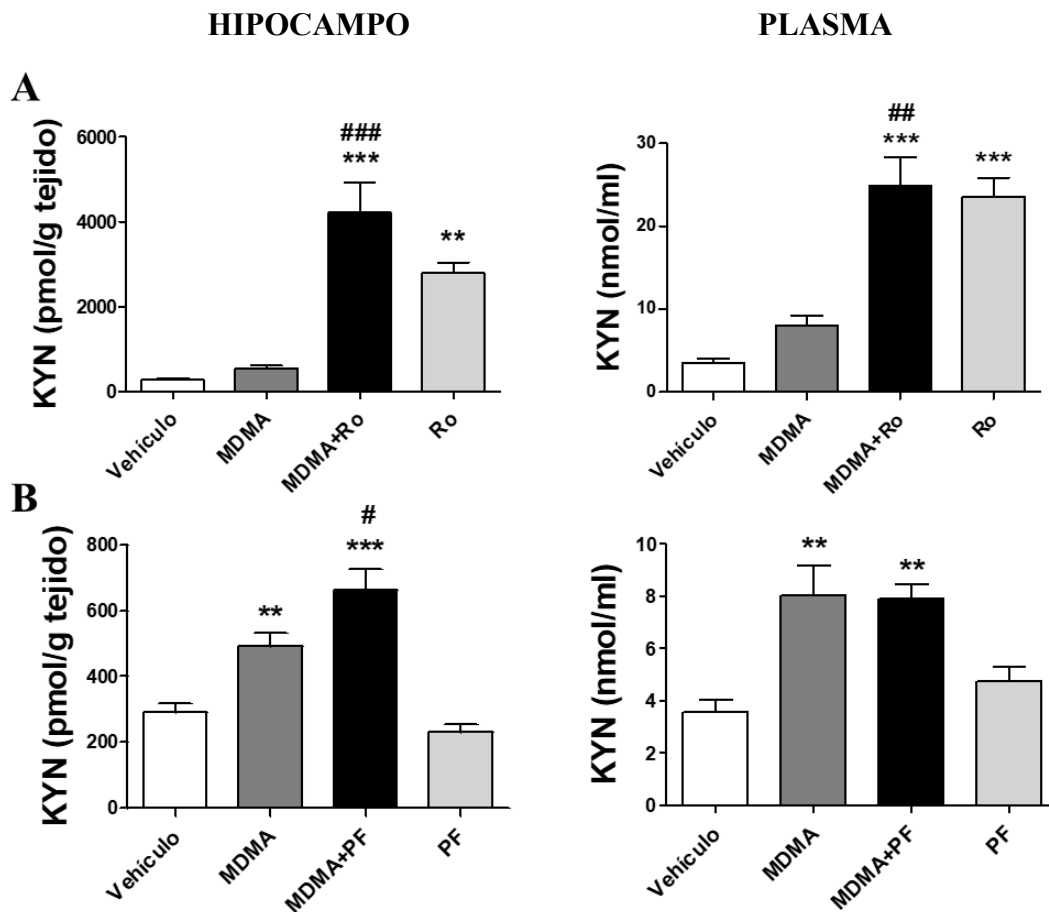 HIPOCAMPO
PLASMA
A
KYN (pmol/g tejido)
6000
4000
2000
0
###
***
**
Vehículo
MDMA
MDMA+Ro
Ro
KYN (nmol/ml)
30
20
10
0
##
***
***
Vehículo
MDMA
MDMA+Ro
Ro
B
KYN (pmol/g tejido)
800
600
400
200
0
**
#
***
Vehículo
MDMA
MDMA+PF
PF
KYN (nmol/ml)
10
8
6
4
2
0
**
**
Vehículo
MDMA
MDMA+PF
PF